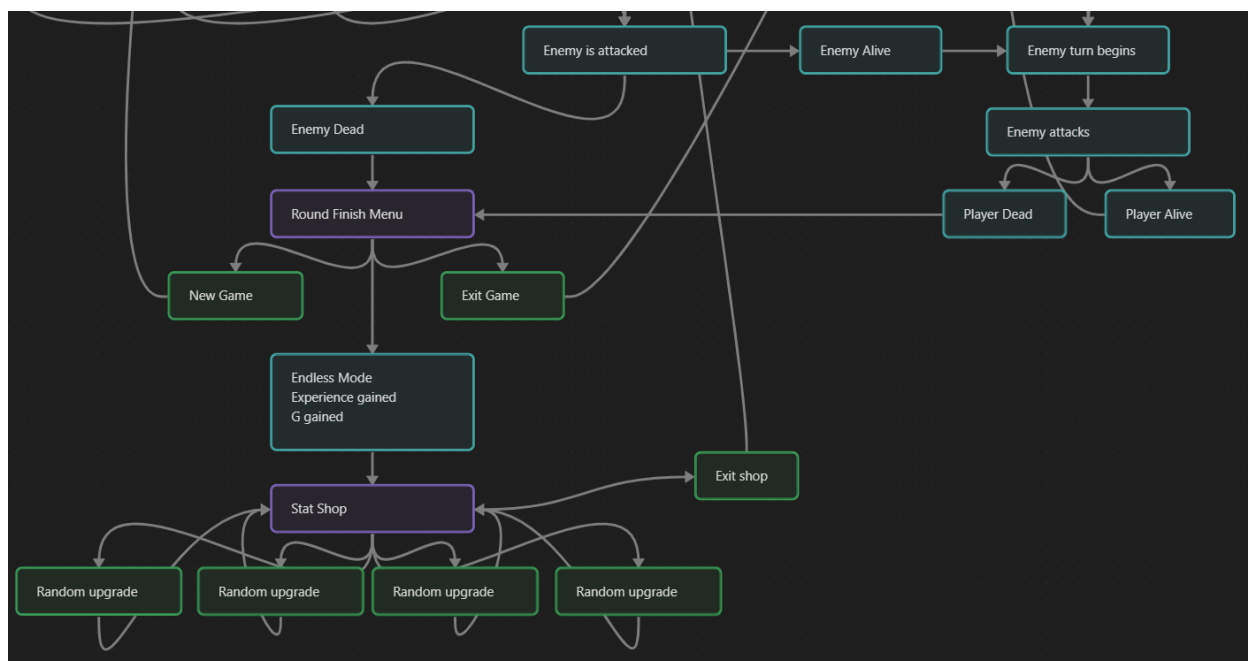 Enemy is attacked
Enemy Alive
Enemy turn begins
Enemy Dead
Enemy attacks
Round Finish Menu
Player Dead
Player Alive
New Game
Exit Game
Endless Mode
Experience gained
G gained
Exit shop
Stat Shop
Random upgrade
Random upgrade
Random upgrade
Random upgrade